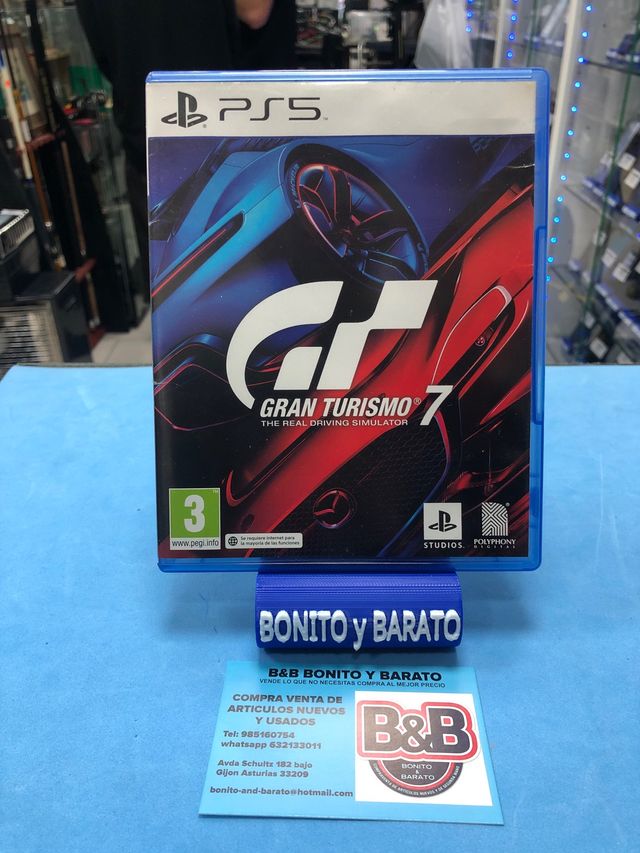 PS5
GRAN TURISMO® 7
THE REAL DRIVING SIMULATOR
3
www.pegi.info
Se requiere internet para
la mayoría de las funciones
STUDIOS
POLYPHONY
DIGITAL
BONITO y BARATO
B&B BONITO Y BARATO
VENDE LO QUE NO NECESITAS COMPRA AL MEJOR PRECIO
COMPRA VENTA DE
ARTICULOS NUEVOS
Y USADOS
Tel: 985160754
whatsapp 632133011
Avda Schultz 182 bajo
Gijon Asturias 33209
bonito-and-barato@hotmail.com
B&B
BONITO
&
BARATO